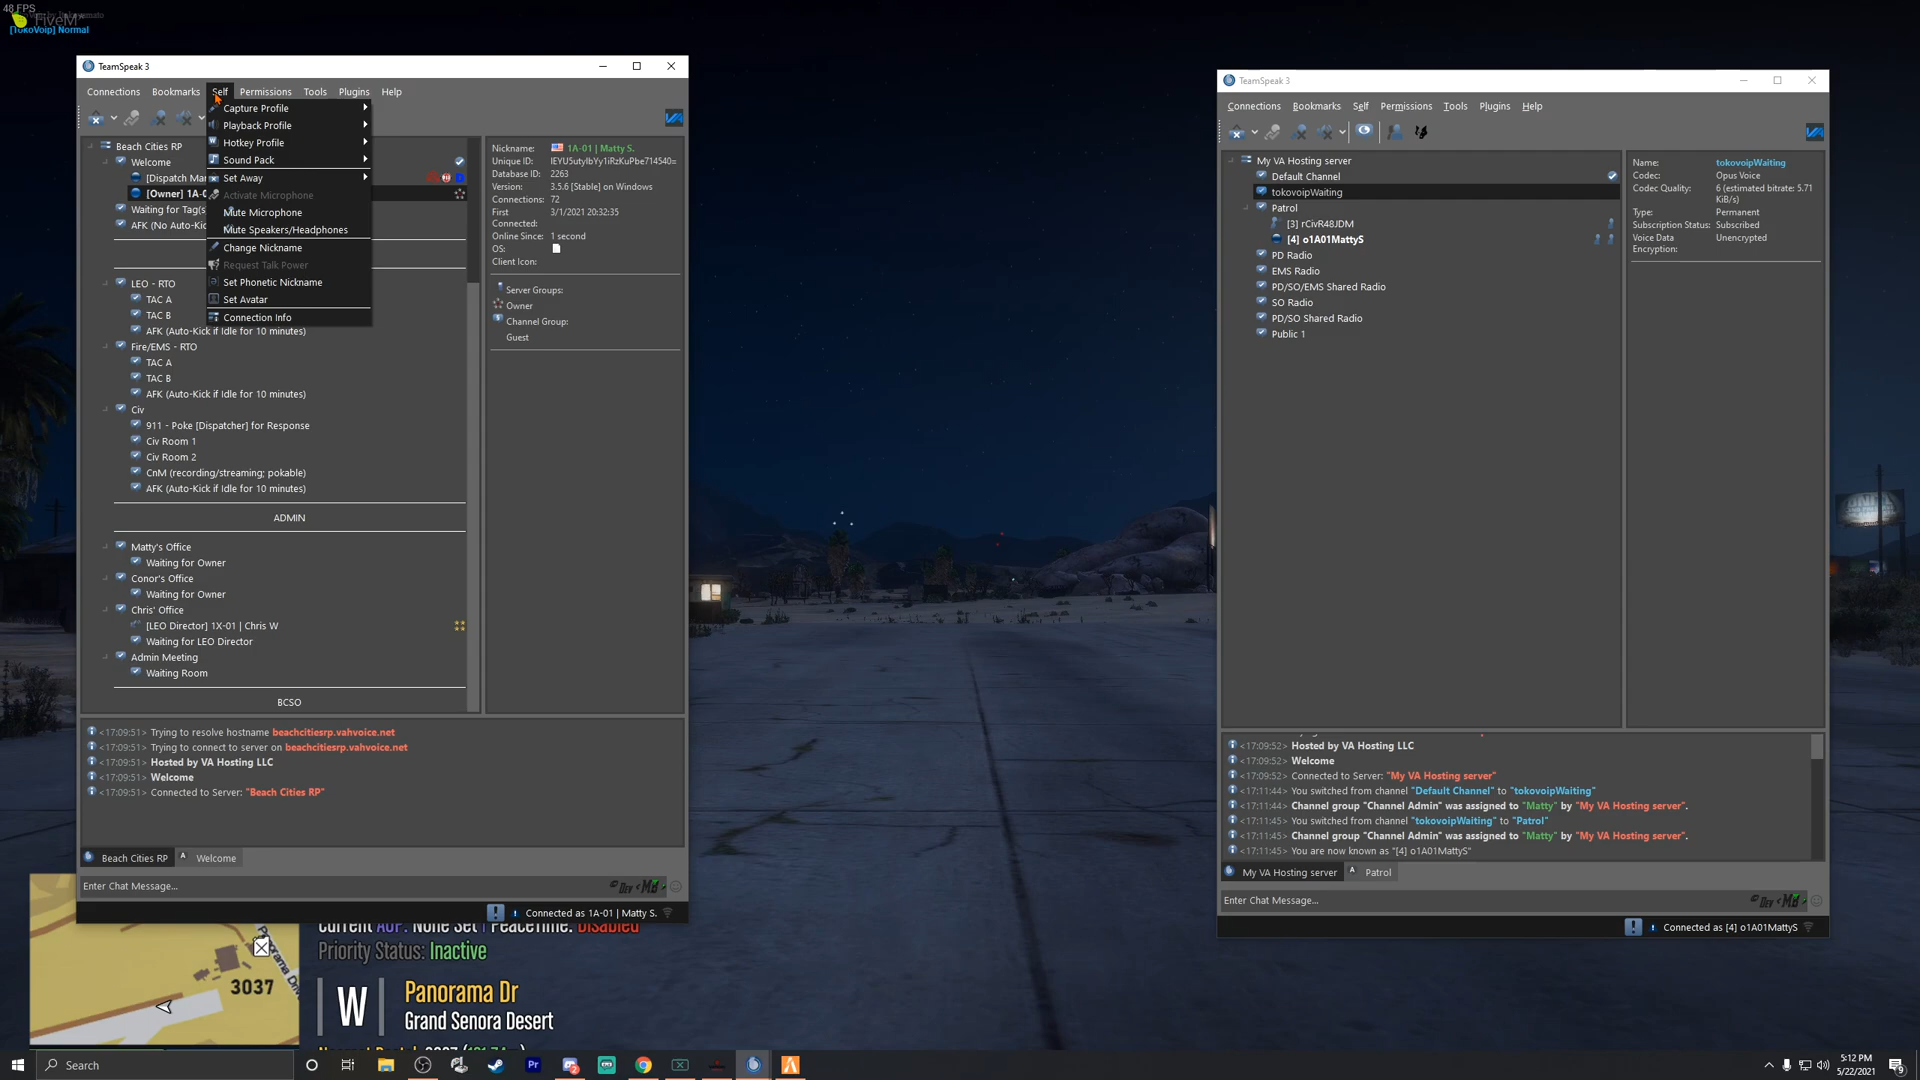 48 FPS
FiveM
[TokoVoip] Normal
TeamSpeak 3
Connections Bookmarks Self Permissions Tools Plugins Help
Capture Profile
Playback Profile
Hotkey Profile
Sound Pack
Set Away
Activate Microphone
Mute Microphone
Mute Speakers/Headphones
Change Nickname
Request Talk Power
Set Phonetic Nickname
Set Avatar
Connection Info
Beach Cities RP
Welcome
[Dispatch Ma
[Owner] 1A-0
Waiting for Tag(s
AFK (No Auto-Kic
LEO - RTO
TAC A
TAC B
AFK (Auto-Kick if Idle for 10 minutes)
Fire/EMS - RTO
TAC A
TAC B
AFK (Auto-Kick if Idle for 10 minutes)
Civ
911 - Poke [Dispatcher] for Response
Civ Room 1
Civ Room 2
CnM (recording/streaming; pokable)
AFK (Auto-Kick if Idle for 10 minutes)
ADMIN
Matty's Office
Waiting for Owner
Conor's Office
Waiting for Owner
Chris' Office
[LEO Director] 1X-01 | Chris W
Waiting for LEO Director
Admin Meeting
Waiting Room
BCSO
Nickname: 1A-01 | Matty S.
Unique ID: IEYU5utylbYy1iRzKuPbe714540=
Database ID: 2263
Version: 3.5.6 [Stable] on Windows
Connections: 72
First Connected: 3/1/2021 20:32:35
Online Since: 1 second
OS:
Client Icon:
Server Groups:
Owner
Channel Group:
Guest
<17:09:51> Trying to resolve hostname beachcitiesrp.vahvoice.net
<17:09:51> Trying to connect to server on beachcitiesrp.vahvoice.net
<17:09:51> Hosted by VA Hosting LLC
<17:09:51> Welcome
<17:09:51> Connected to Server: "Beach Cities RP"
Beach Cities RP Welcome
Enter Chat Message...
Connected as 1A-01 | Matty S.
TeamSpeak 3
Connections Bookmarks Self Permissions Tools Plugins Help
My VA Hosting server
Default Channel
tokovoipWaiting
Patrol
[3] rCivR48JDM
[4] o1A01MattyS
PD Radio
EMS Radio
PD/SO/EMS Shared Radio
SO Radio
PD/SO Shared Radio
Public 1
Name: tokovoipWaiting
Codec: Opus Voice
Codec Quality: 6 (estimated bitrate: 5.71 KiB/s)
Type: Permanent
Subscription Status: Subscribed
Voice Data Encryption: Unencrypted
<17:09:52> Hosted by VA Hosting LLC
<17:09:52> Welcome
<17:09:52> Connected to Server: "My VA Hosting server"
<17:11:44> You switched from channel "Default Channel" to "tokovoipWaiting"
<17:11:44> Channel group "Channel Admin" was assigned to "Matty" by "My VA Hosting server".
<17:11:45> You switched from channel "tokovoipWaiting" to "Patrol"
<17:11:45> Channel group "Channel Admin" was assigned to "Matty" by "My VA Hosting server".
<17:11:45> You are now known as "[4] o1A01MattyS"
My VA Hosting server Patrol
Enter Chat Message...
Connected as [4] o1A01MattyS
Current AOP: None Set | PeaceTime: Disabled
Priority Status: Inactive
W
Panorama Dr
Grand Senora Desert
3037
Search
5:12 PM
5/22/2021